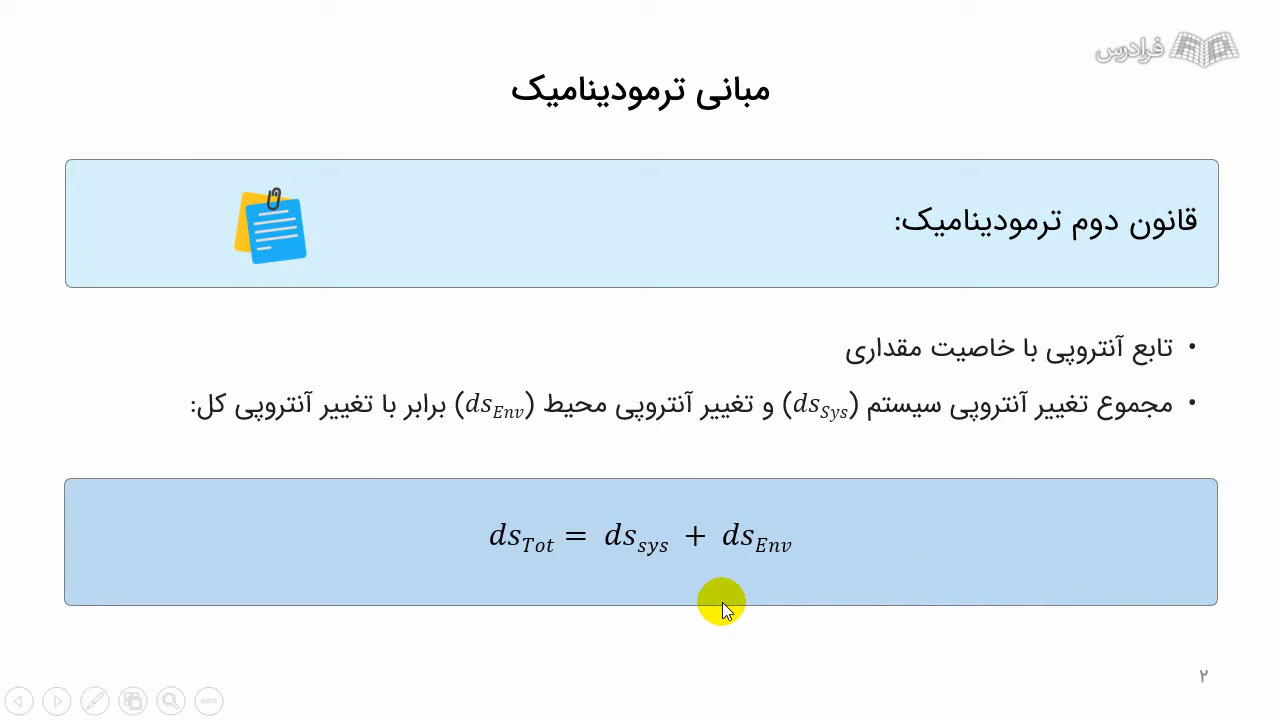 فرادرس
مبانی ترمودینامیک
قانون دوم ترمودینامیک:
• تابع آنتروپی با خاصیت مقداری
• مجموع تغییر آنتروپی سیستم (ds_Sys) و تغییر آنتروپی محیط (ds_Env) برابر با تغییر آنتروپی کل:
ds_Tot = ds_sys + ds_Env
۲